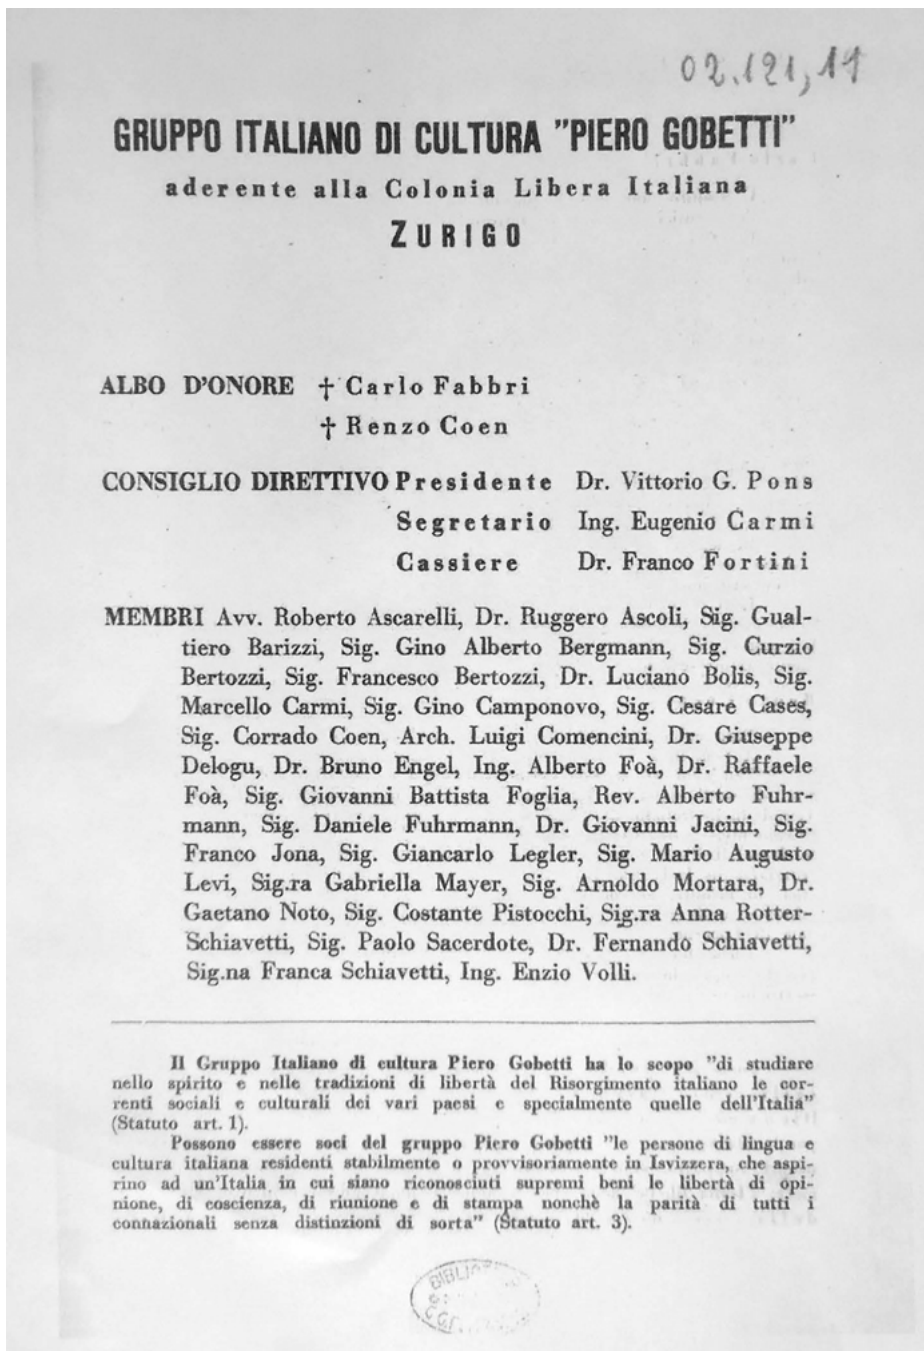 02.121,11
GRUPPO ITALIANO DI CULTURA "PIERO GOBETTI"
aderente alla Colonia Libera Italiana
ZURIGO
ALBO D'ONORE † Carlo Fabbri
† Renzo Coen
CONSIGLIO DIRETTIVO Presidente Dr. Vittorio G. Pons
Segretario Ing. Eugenio Carmi
Cassiere Dr. Franco Fortini
MEMBRI Avv. Roberto Ascarelli, Dr. Ruggero Ascoli, Sig. Gual-
tiero Barizzi, Sig. Gino Alberto Bergmann, Sig. Curzio
Bertozzi, Sig. Francesco Bertozzi, Dr. Luciano Bolis, Sig.
Marcello Carmi, Sig. Gino Camponovo, Sig. Cesare Cases,
Sig. Corrado Coen, Arch. Luigi Comencini, Dr. Giuseppe
Delogu, Dr. Bruno Engel, Ing. Alberto Foà, Dr. Raffaele
Foà, Sig. Giovanni Battista Foglia, Rev. Alberto Fuhr-
mann, Sig. Daniele Fuhrmann, Dr. Giovanni Jacini, Sig.
Franco Jona, Sig. Giancarlo Legler, Sig. Mario Augusto
Levi, Sig.ra Gabriella Mayer, Sig. Arnoldo Mortara, Dr.
Gaetano Noto, Sig. Costante Pistocchi, Sig.ra Anna Rotter-
Schiavetti, Sig. Paolo Sacerdote, Dr. Fernando Schiavetti,
Sig.na Franca Schiavetti, Ing. Enzio Volli.
Il Gruppo Italiano di cultura Piero Gobetti ha lo scopo "di studiare
nello spirito e nelle tradizioni di libertà del Risorgimento italiano le cor-
renti sociali e culturali dei vari paesi e specialmente quelle dell'Italia"
(Statuto art. 1).
Possono essere soci del gruppo Piero Gobetti "le persone di lingua e
cultura italiana residenti stabilmente o provvisoriamente in Isvizzera, che aspi-
rino ad un'Italia in cui siano riconosciuti supremi beni le libertà di opi-
nione, di coscienza, di riunione e di stampa nonchè la parità di tutti i
connazionali senza distinzioni di sorta" (Statuto art. 3).